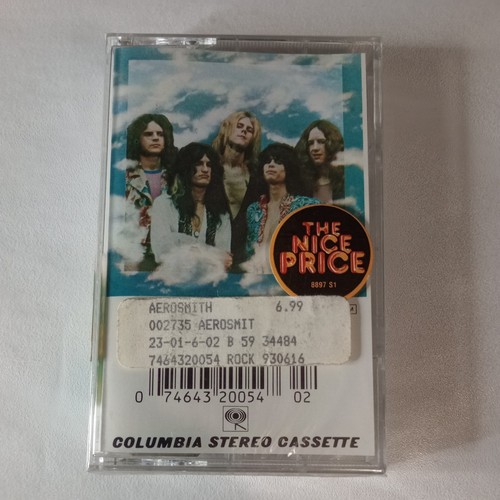 THE
NICE
PRICE
8897 S1
AEROSMITH 6.99
002735 AEROSMIT
23-01-6-02 B 59 34484
7464320054 ROCK 930616
0 74643 20054 02
COLUMBIA STEREO CASSETTE